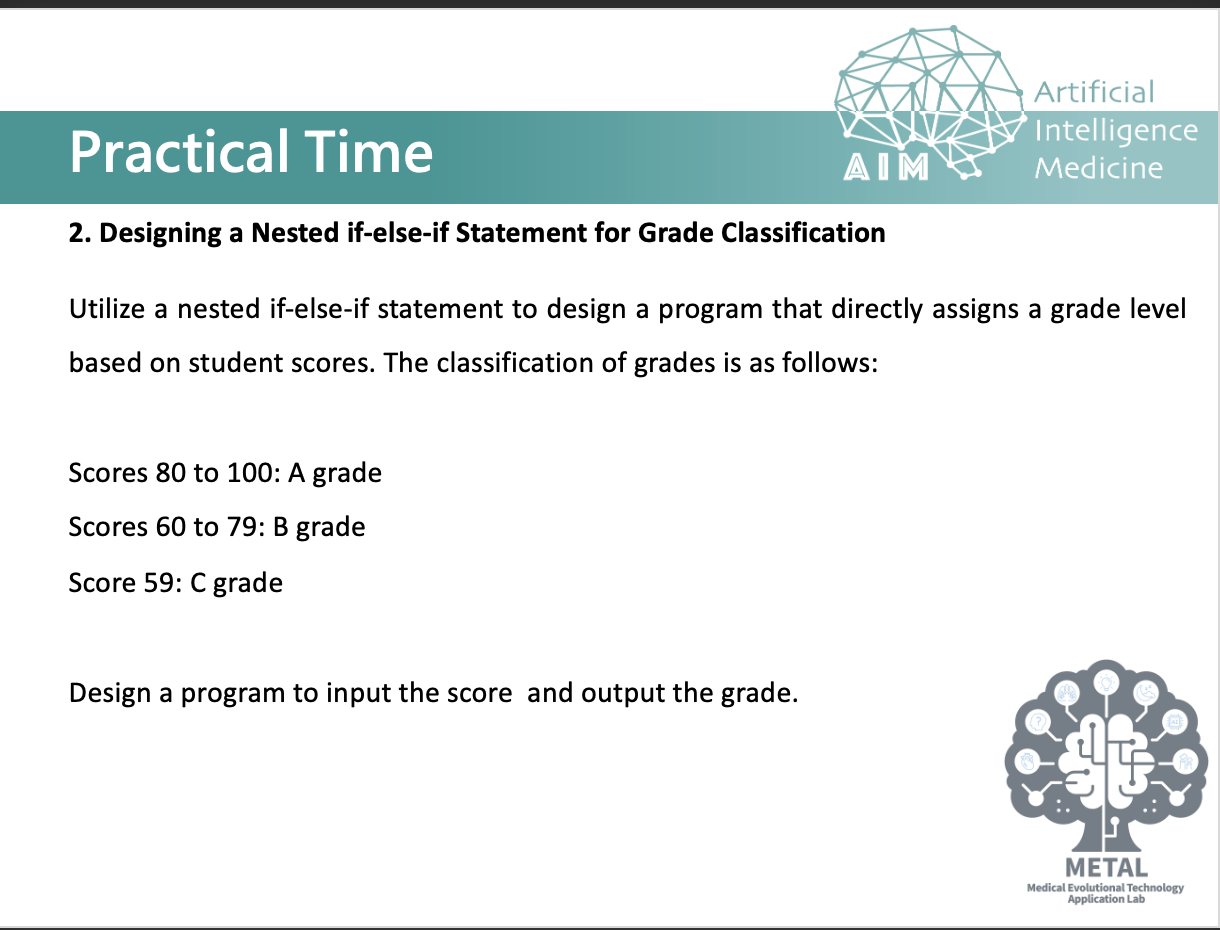 Artificial
Intelligence
Medicine
AIM
Practical Time
2. Designing a Nested if-else-if Statement for Grade Classification
Utilize a nested if-else-if statement to design a program that directly assigns a grade level
based on student scores. The classification of grades is as follows:
Scores 80 to 100: A grade
Scores 60 to 79: B grade
Score 59: C grade
Design a program to input the score  and output the grade.
?
METAL
Medical Evolutional Technology
Application Lab